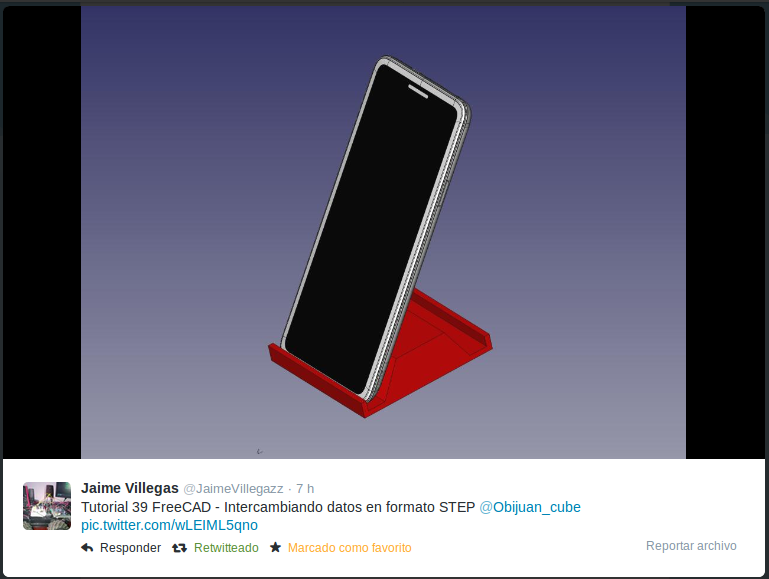 Jaime Villegas @JaimeVillegazz · 7 h
Tutorial 39 FreeCAD - Intercambiando datos en formato STEP @Obijuan_cube
pic.twitter.com/wLEIML5qno
Responder Retwitteado Marcado como favorito Reportar archivo